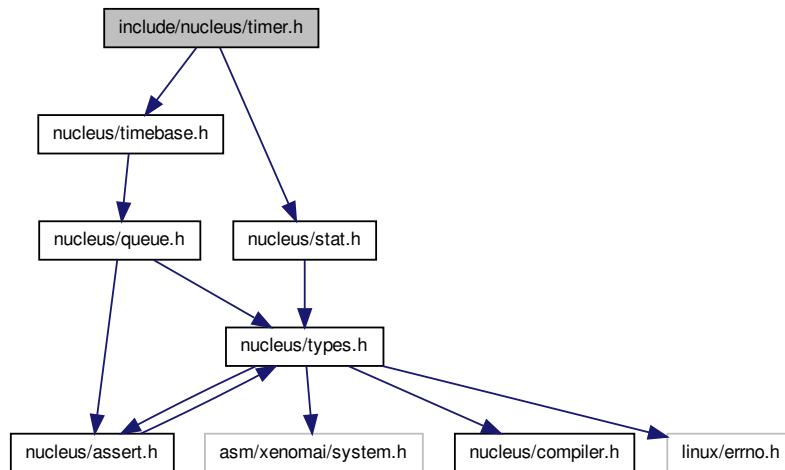 include/nucleus/timer.h
nucleus/timebase.h
nucleus/queue.h
nucleus/stat.h
nucleus/types.h
nucleus/assert.h
asm/xenomai/system.h
nucleus/compiler.h
linux/errno.h